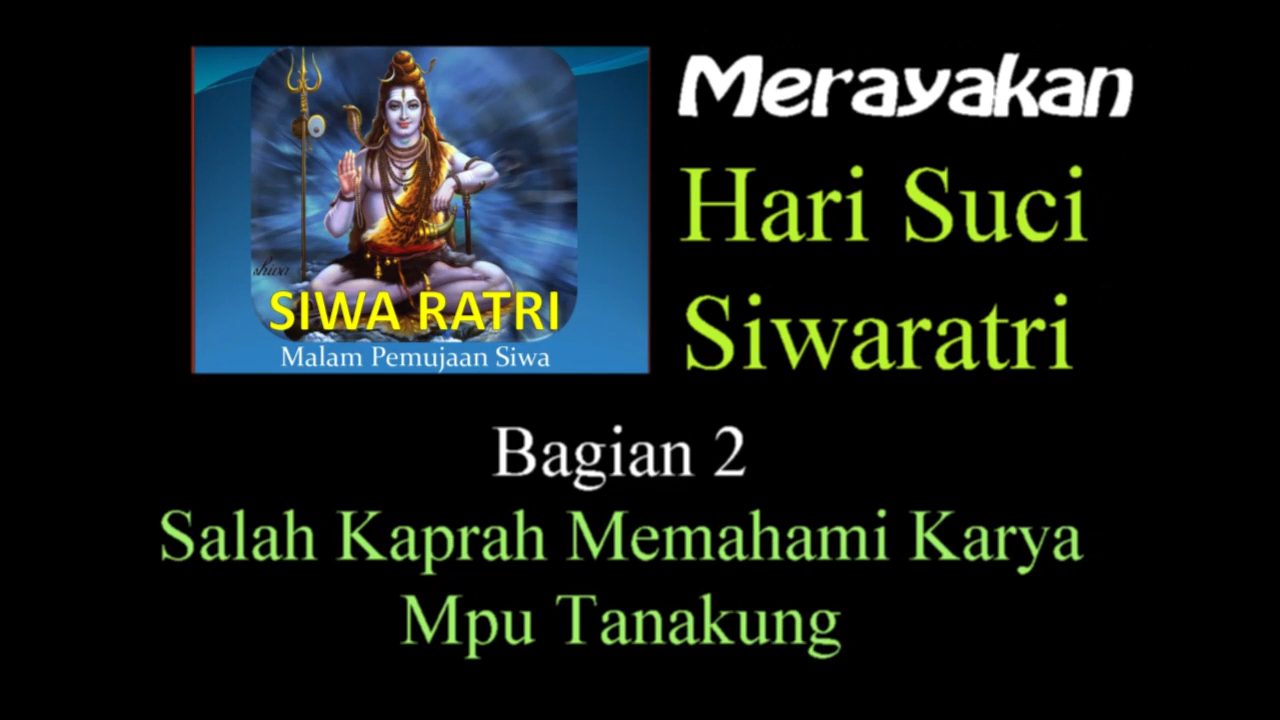 shiva
SIWA RATRI
Malam Pemujaan Siwa
Merayakan
Hari Suci
Siwaratri
Bagian 2
Salah Kaprah Memahami Karya
Mpu Tanakung